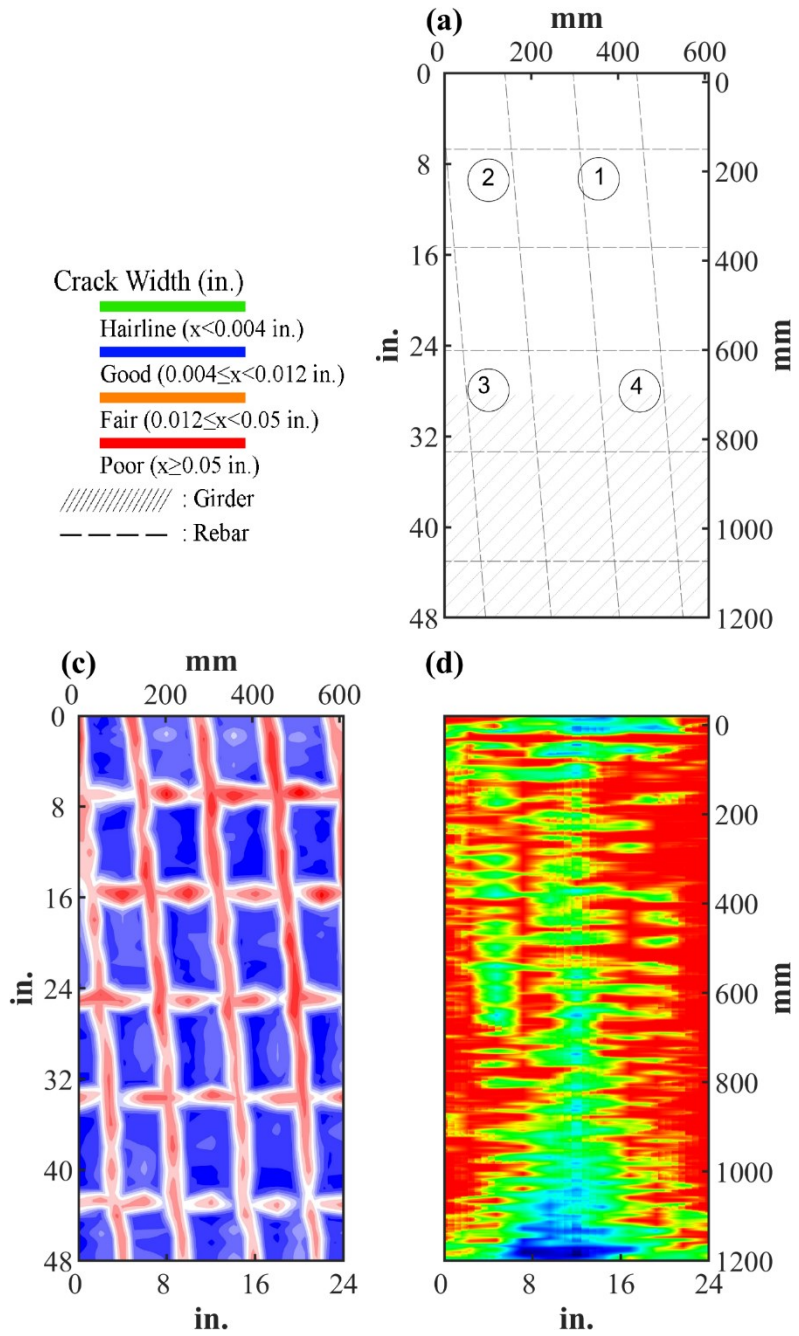 (a)
mm
0 200 400 600
0
8
16
24
32
40
48
in.
0
200
400
600
800
1000
1200
mm
2
1
3
4
Crack Width (in.)
Hairline (x<0.004 in.)
Good (0.004≤x<0.012 in.)
Fair (0.012≤x<0.05 in.)
Poor (x≥0.05 in.)
: Girder
: Rebar
(c)
mm
0 200 400 600
0
8
16
24
32
40
48
in.
0 8 16 24
in.
(d)
0
200
400
600
800
1000
1200
mm
0 8 16 24
in.